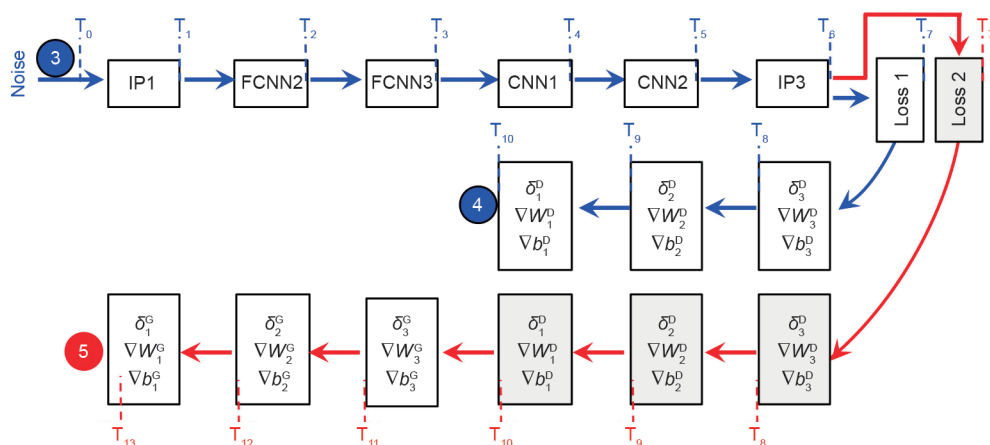 T₀ T₁ T₂ T₃ T₄ T₅ T₆ T₇
Noise 3 IP1 FCNN2 FCNN3 CNN1 CNN2 IP3 Loss 1 Loss 2
T₁₀ T₉ T₈
4
δ₁ᴰ δ₂ᴰ δ₃ᴰ
∇W₁ᴰ ∇W₂ᴰ ∇W₃ᴰ
∇b₁ᴰ ∇b₂ᴰ ∇b₃ᴰ
5
δ₁ᴳ δ₂ᴳ δ₃ᴳ δ₁ᴰ δ₂ᴰ δ₃ᴰ
∇W₁ᴳ ∇W₂ᴳ ∇W₃ᴳ ∇W₁ᴰ ∇W₂ᴰ ∇W₃ᴰ
∇b₁ᴳ ∇b₂ᴳ ∇b₃ᴳ ∇b₁ᴰ ∇b₂ᴰ ∇b₃ᴰ
T₁₃ T₁₂ T₁₁ T₁₀ T₉ T₈